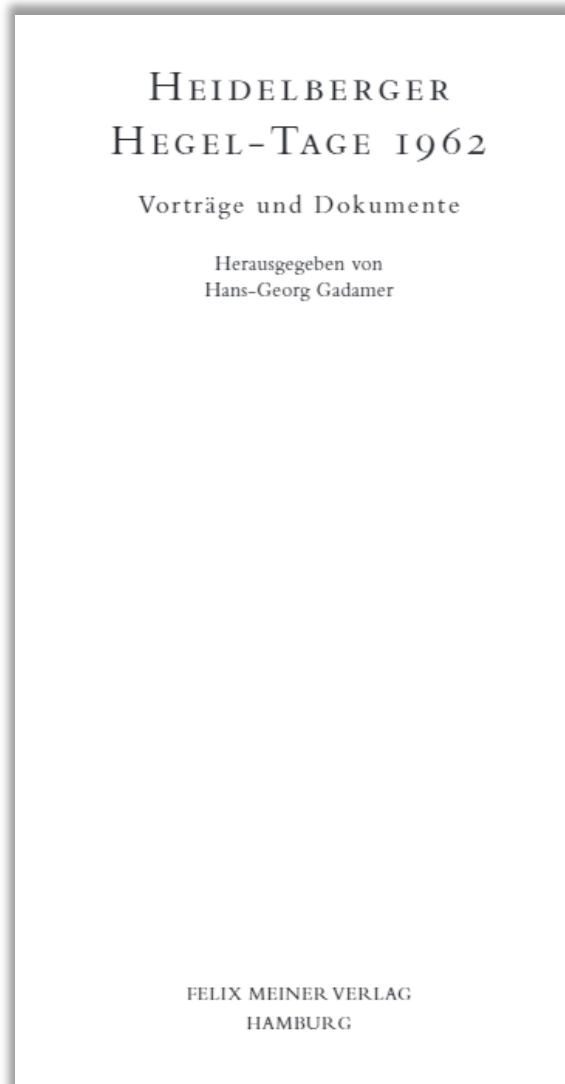 HEIDELBERGER
HEGEL-TAGE 1962
Vorträge und Dokumente
Herausgegeben von
Hans-Georg Gadamer
FELIX MEINER VERLAG
HAMBURG